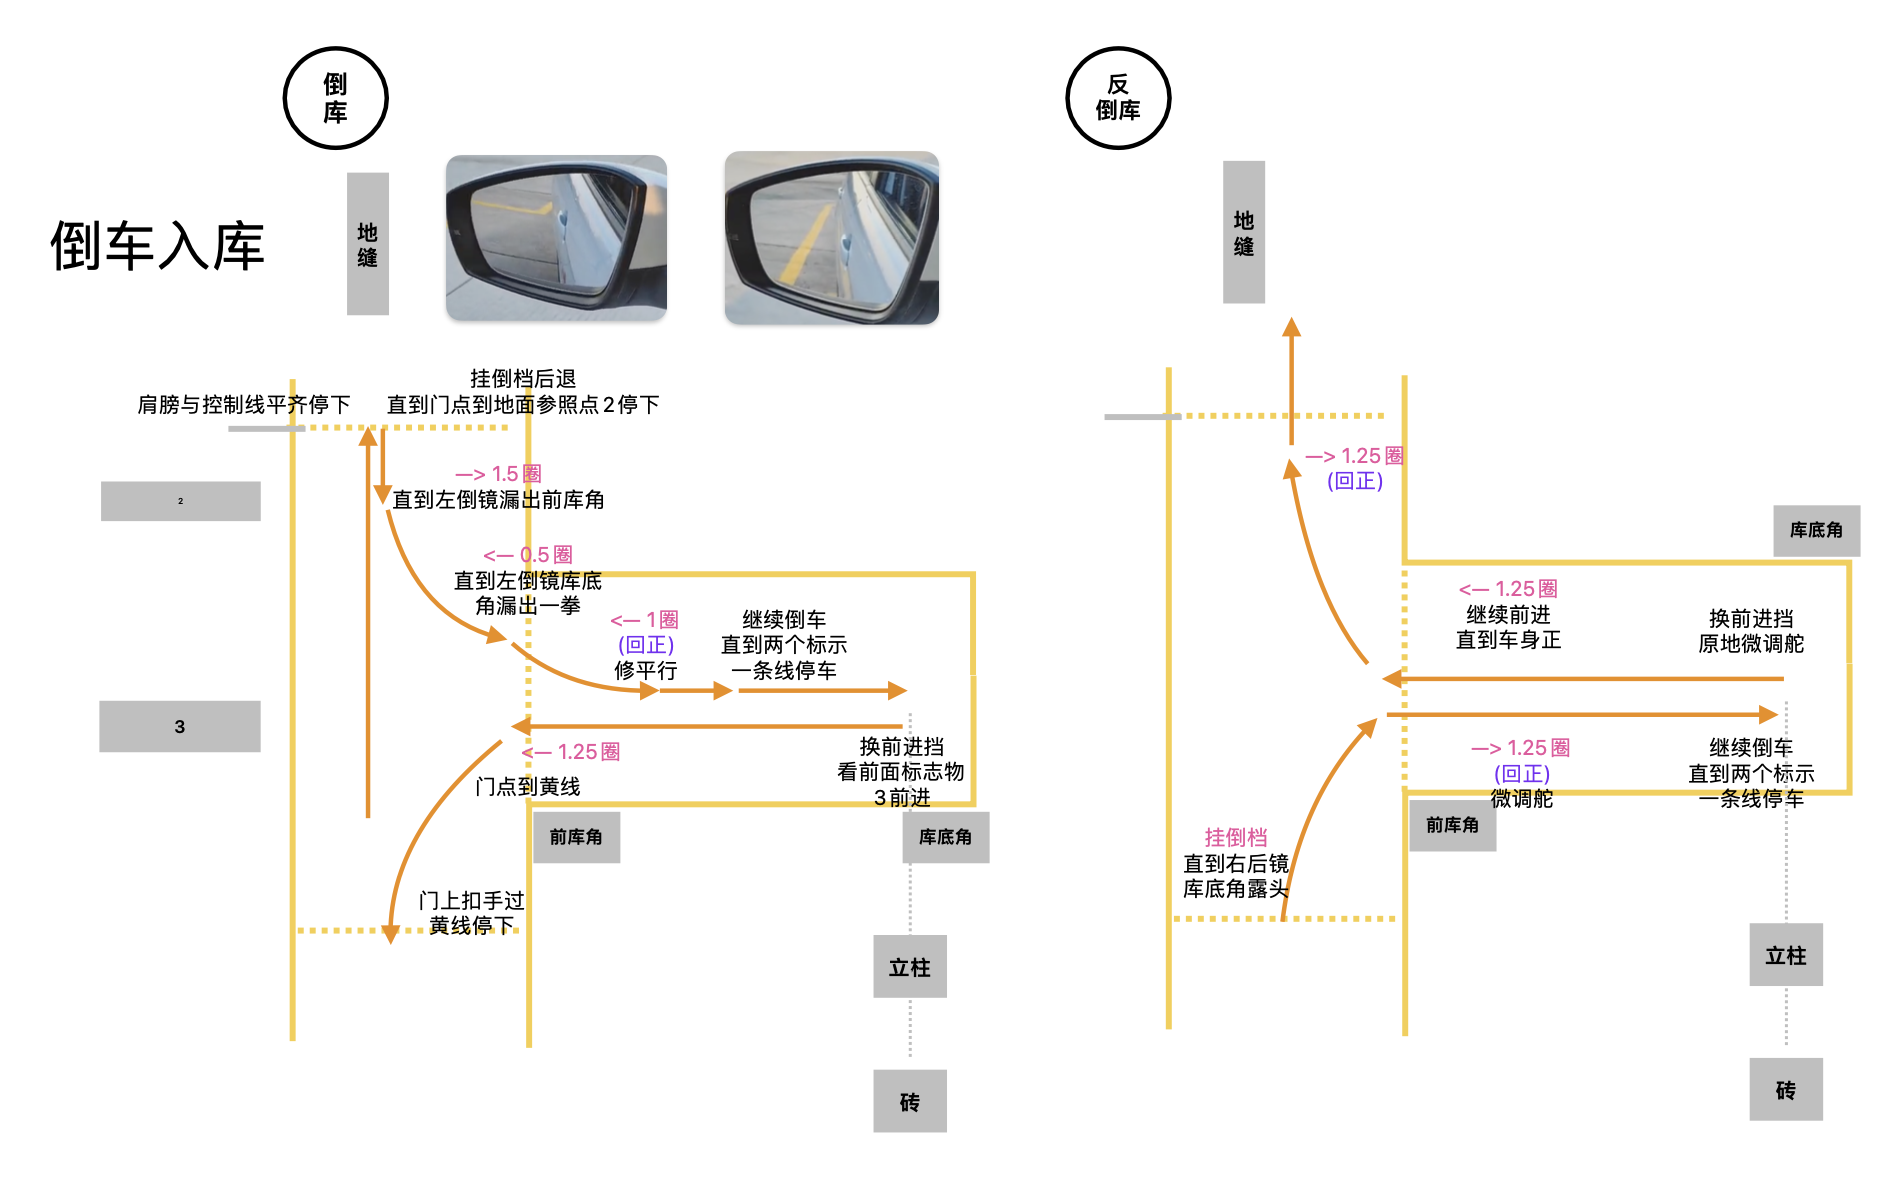 倒
库
反
倒库
地
缝
地
缝
倒车入库
挂倒档后退
肩膀与控制线平齐停下
直到门点到地面参照点2停下
—> 1.5圈
直到左倒镜漏出前库角
2
<— 0.5圈
直到左倒镜库底
角漏出一拳
<— 1圈
(回正)
修平行
继续倒车
直到两个标示
一条线停车
3
<— 1.25圈
门点到黄线
换前进挡
看前面标志物
3前进
前库角
库底角
门上扣手过
黄线停下
立柱
砖
—> 1.25圈
(回正)
库底角
<— 1.25圈
继续前进
直到车身正
换前进挡
原地微调舵
—> 1.25圈
(回正)
微调舵
继续倒车
直到两个标示
一条线停车
前库角
挂倒档
直到右后镜
库底角露头
立柱
砖